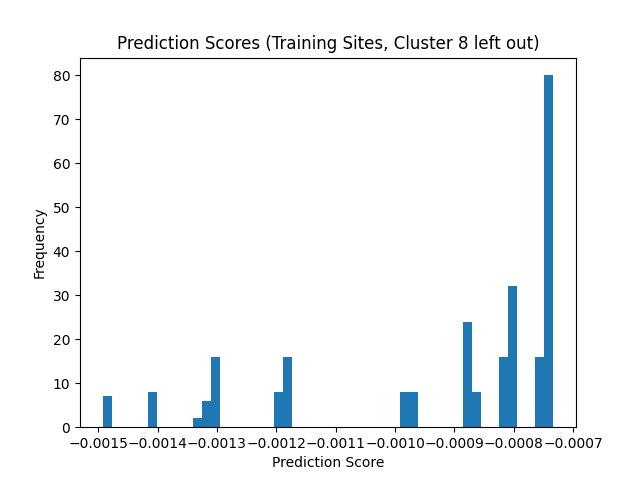 Prediction Scores (Training Sites, Cluster 8 left out)
80
70
60
50
40
30
20
10
0
Frequency
−0.0015 −0.0014 −0.0013 −0.0012 −0.0011 −0.0010 −0.0009 −0.0008 −0.0007
Prediction Score